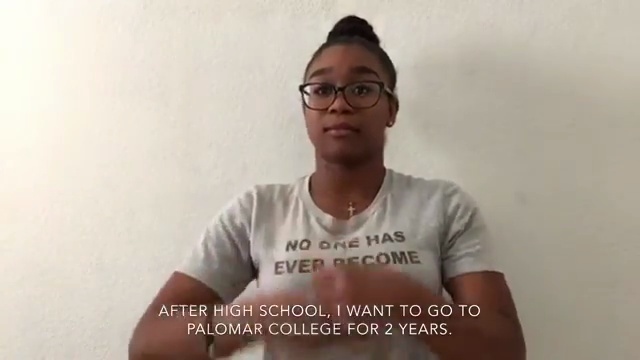 NO ONE HAS
EVER BECOME
AFTER HIGH SCHOOL, I WANT TO GO TO
PALOMAR COLLEGE FOR 2 YEARS.